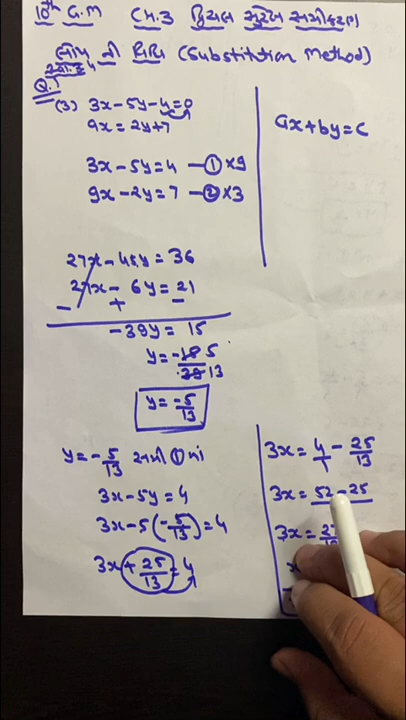 10th G.M CH.3 દ્વિચલ સુરેખ સમીકરણ
લોપ ની રીત (Substitution Method)
Q.1
(3) 3x-5y-4=0
9x=2y+7
3x-5y=4 —① ×9
9x-2y=7 —② ×3
27x-45y=36
27x- 6y=21
- + -
-39y= 15
y=-15 5
39 13
y=-5/13
y=-5/13 સમી ① માં
3x-5y=4
3x-5(-5/13)=4
3x+25/13=4
ax+by=c
3x=4/1-25/13
3x=52-25
3x=27